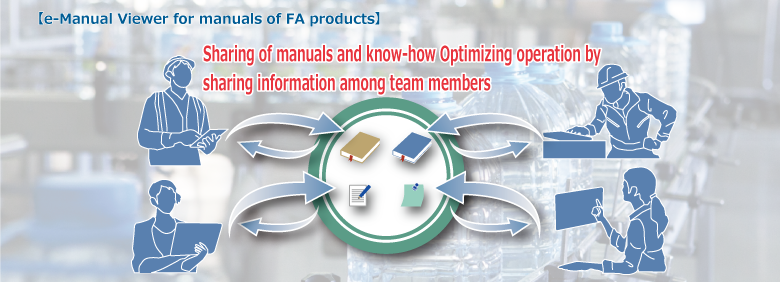 【e-Manual Viewer for manuals of FA products】
Sharing of manuals and know-how Optimizing operation by
sharing information among team members